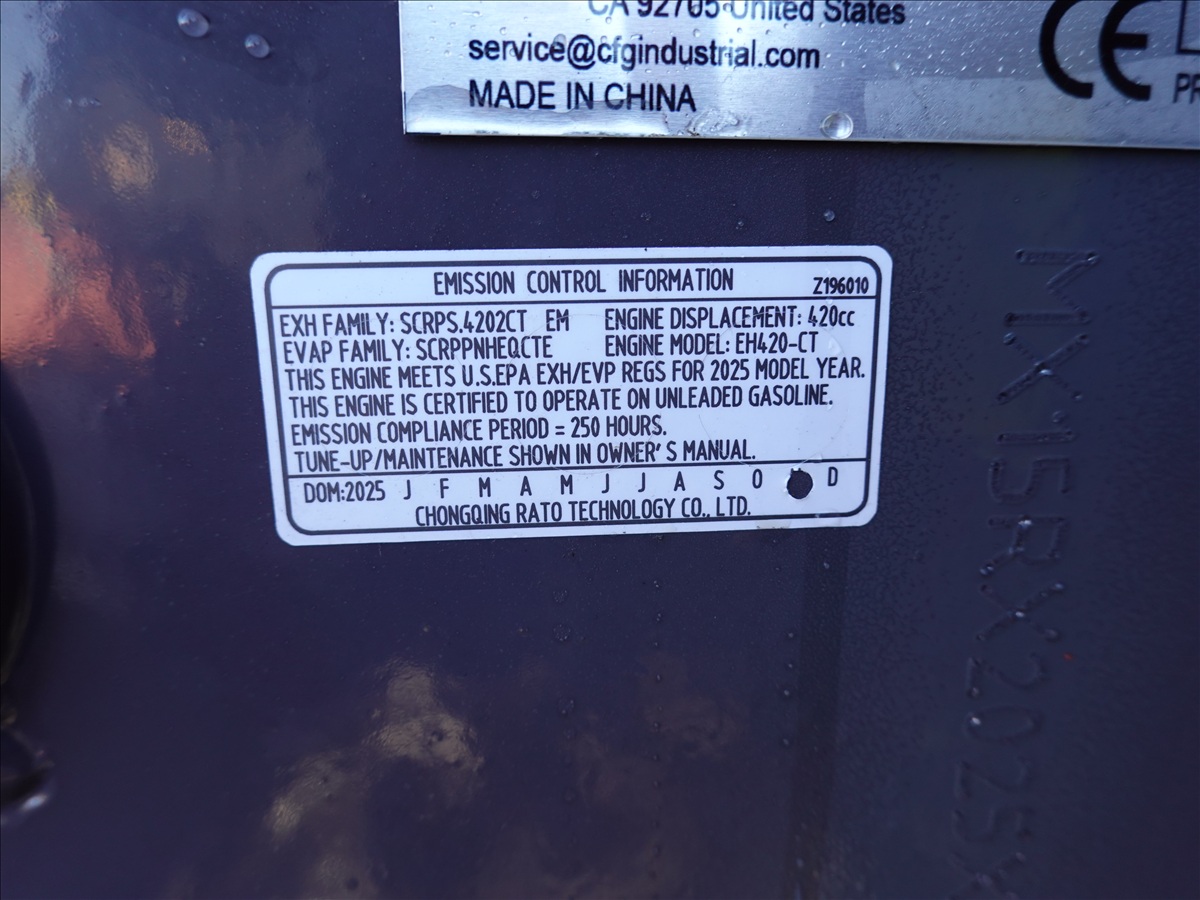 CA 92705 United States
service@cfgindustrial.com
MADE IN CHINA
CE
EMISSION CONTROL INFORMATION Z196010
EXH FAMILY: SCRPS.4202CT EM ENGINE DISPLACEMENT: 420cc
EVAP FAMILY: SCRPPNHEQCTE ENGINE MODEL: EH420-CT
THIS ENGINE MEETS U.S.EPA EXH/EVP REGS FOR 2025 MODEL YEAR.
THIS ENGINE IS CERTIFIED TO OPERATE ON UNLEADED GASOLINE.
EMISSION COMPLIANCE PERIOD = 250 HOURS.
TUNE-UP/MAINTENANCE SHOWN IN OWNER'S MANUAL.
DOM:2025 J F M A M J J A S O D
CHONGQING RATO TECHNOLOGY CO., LTD.
MX15RX2025X